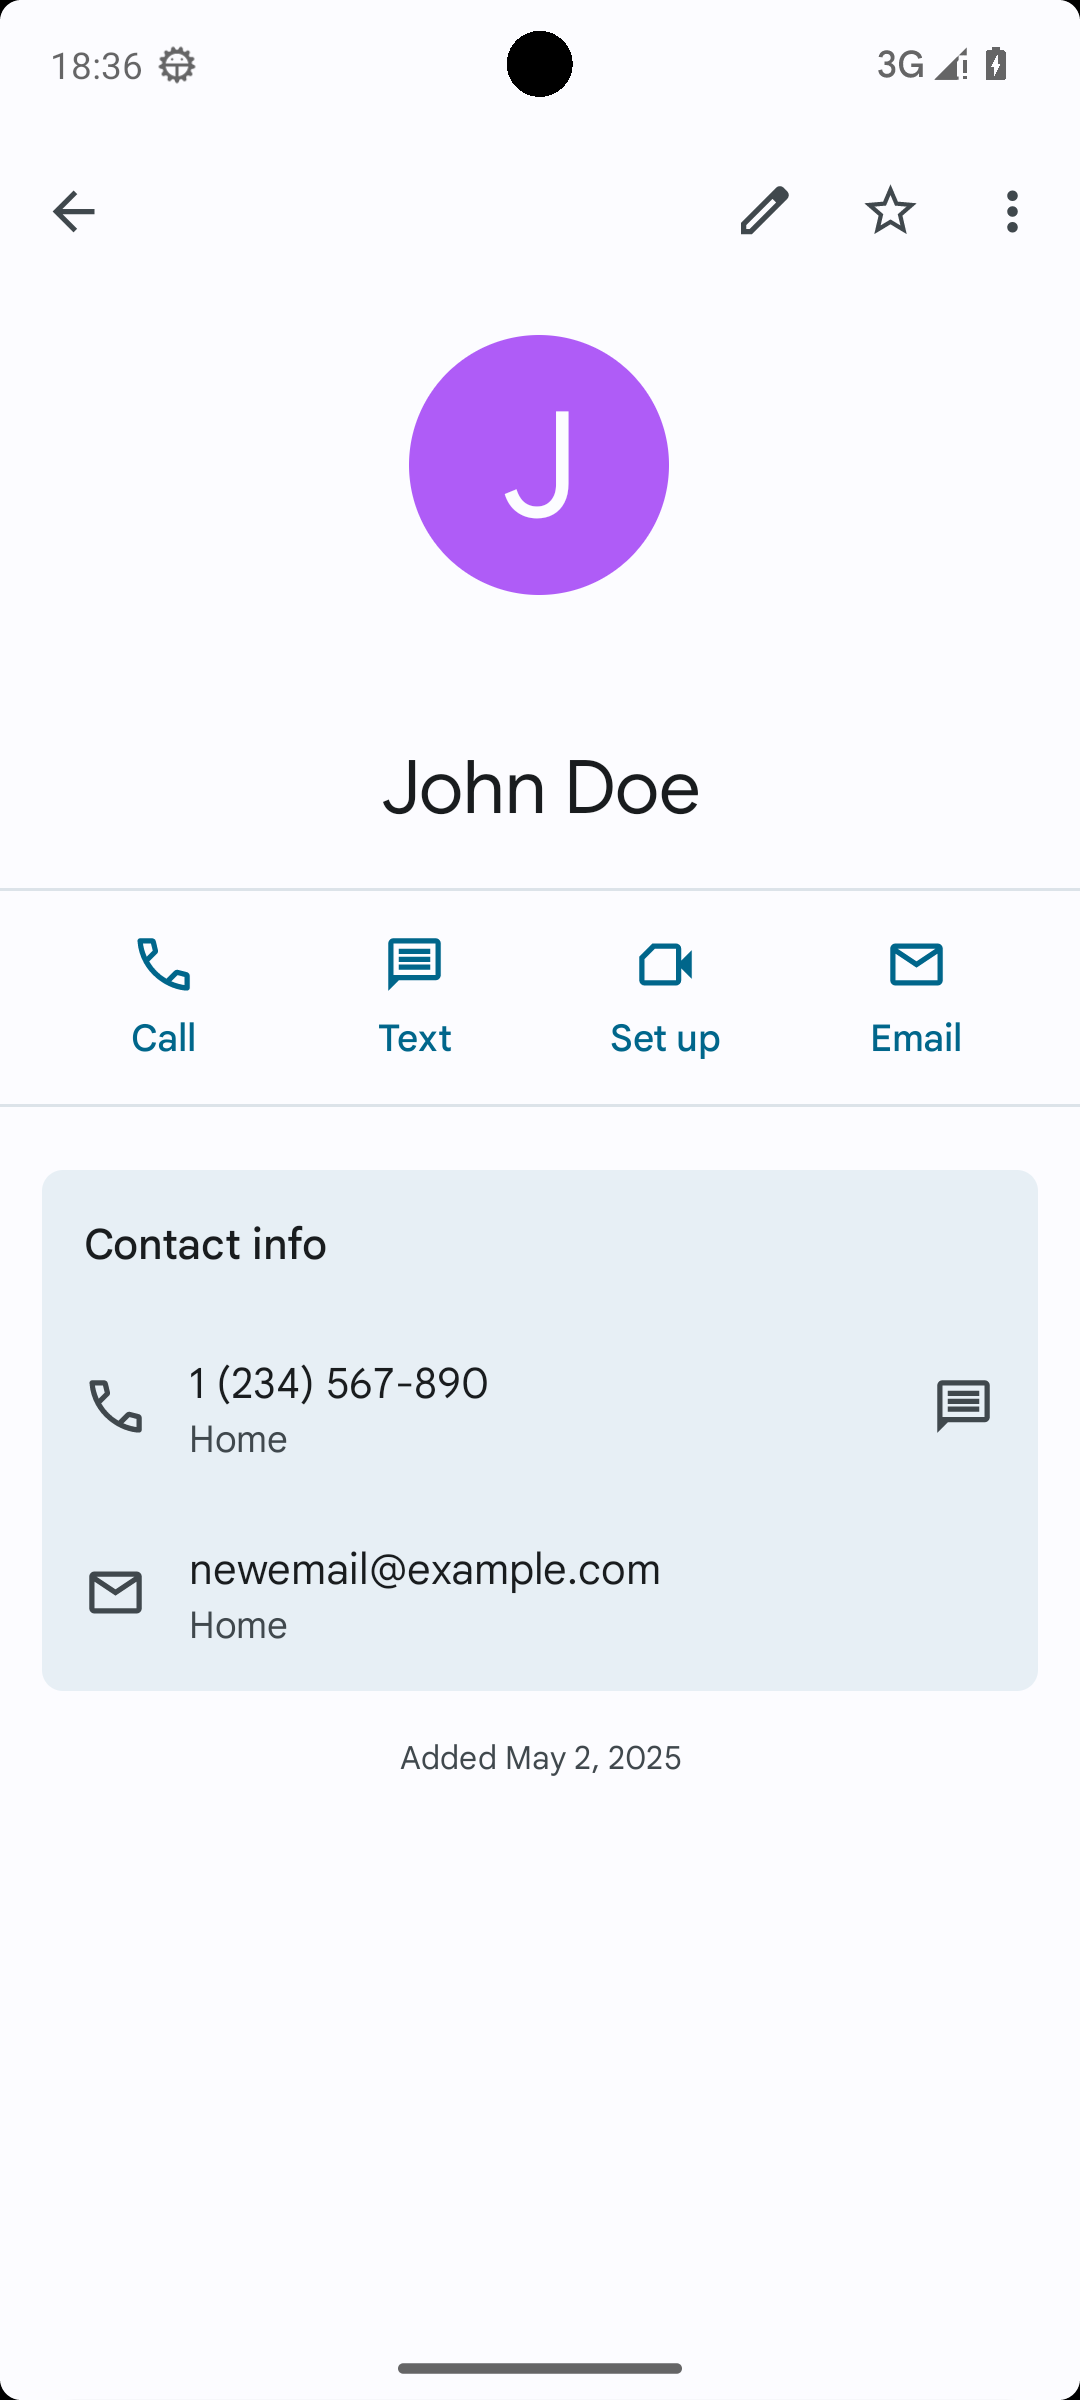 18:36
3G
J
John Doe
Call
Text
Set up
Email
Contact info
1 (234) 567-890
Home
newemail@example.com
Home
Added May 2, 2025